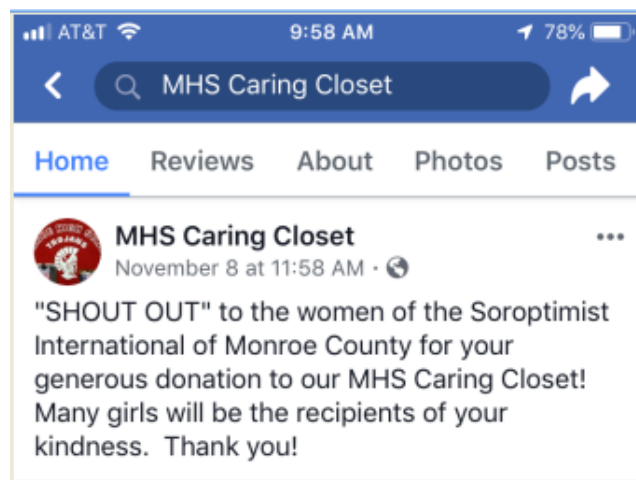 AT&T 9:58 AM 78%
MHS Caring Closet
Home Reviews About Photos Posts
TROJANS
MHS Caring Closet
November 8 at 11:58 AM ·
"SHOUT OUT" to the women of the Soroptimist
International of Monroe County for your
generous donation to our MHS Caring Closet!
Many girls will be the recipients of your
kindness.  Thank you!